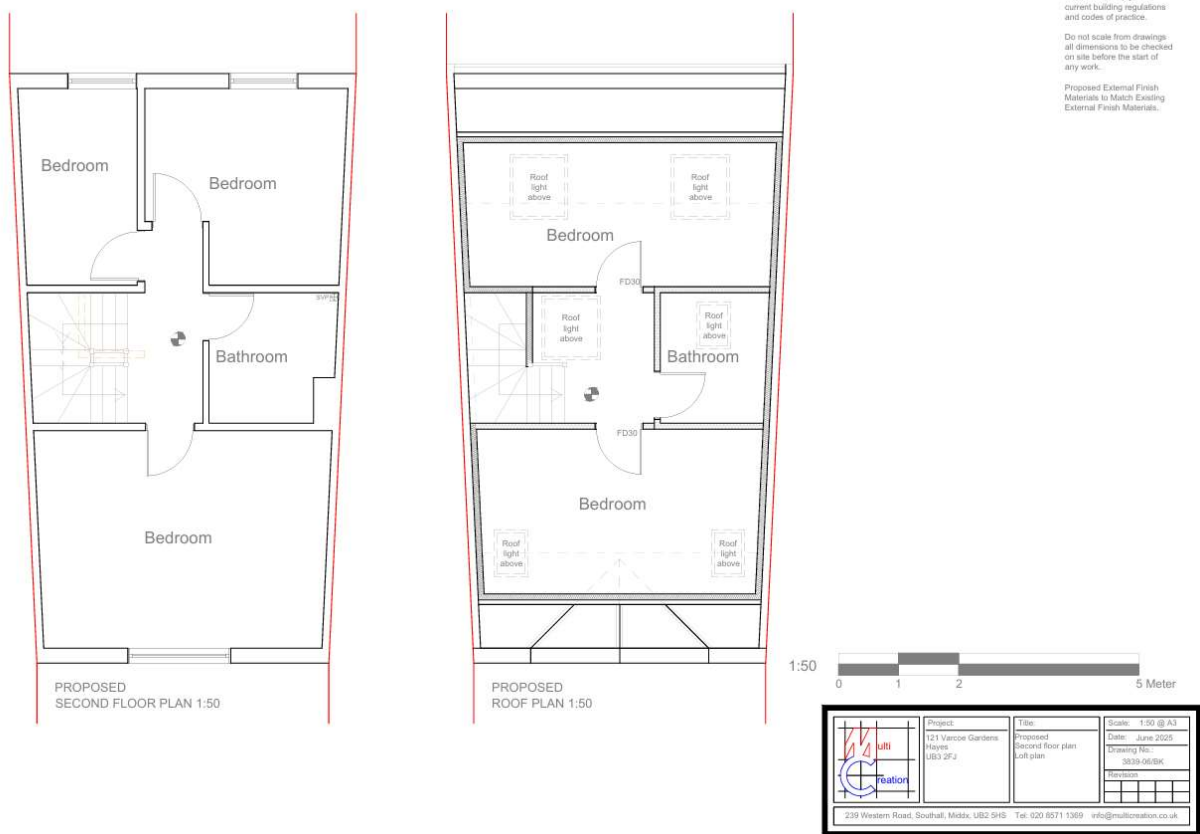 current building regulations
and codes of practice.
Do not scale from drawings
all dimensions to be checked
on site before the start of
any work.
Proposed External Finish
Materials to Match Existing
External Finish Materials.
Bedroom
Bedroom
Bathroom
Bedroom
PROPOSED
SECOND FLOOR PLAN 1:50
Roof
light
above
Roof
light
above
Bedroom
FD30
Roof
light
above
Roof
light
above
Bathroom
FD30
Bedroom
Roof
light
above
Roof
light
above
PROPOSED
ROOF PLAN 1:50
1:50
0 1 2 5 Meter
Multi
Creation
Project:
121 Varcoe Gardens
Hayes
UB3 2FJ
Title:
Proposed
Second floor plan
Loft plan
Scale: 1:50 @ A3
Date: June 2025
Drawing No.:
3839-06/BK
Revision
239 Western Road, Southall, Middx, UB2 5HS Tel: 020 8571 1369 info@multicreation.co.uk